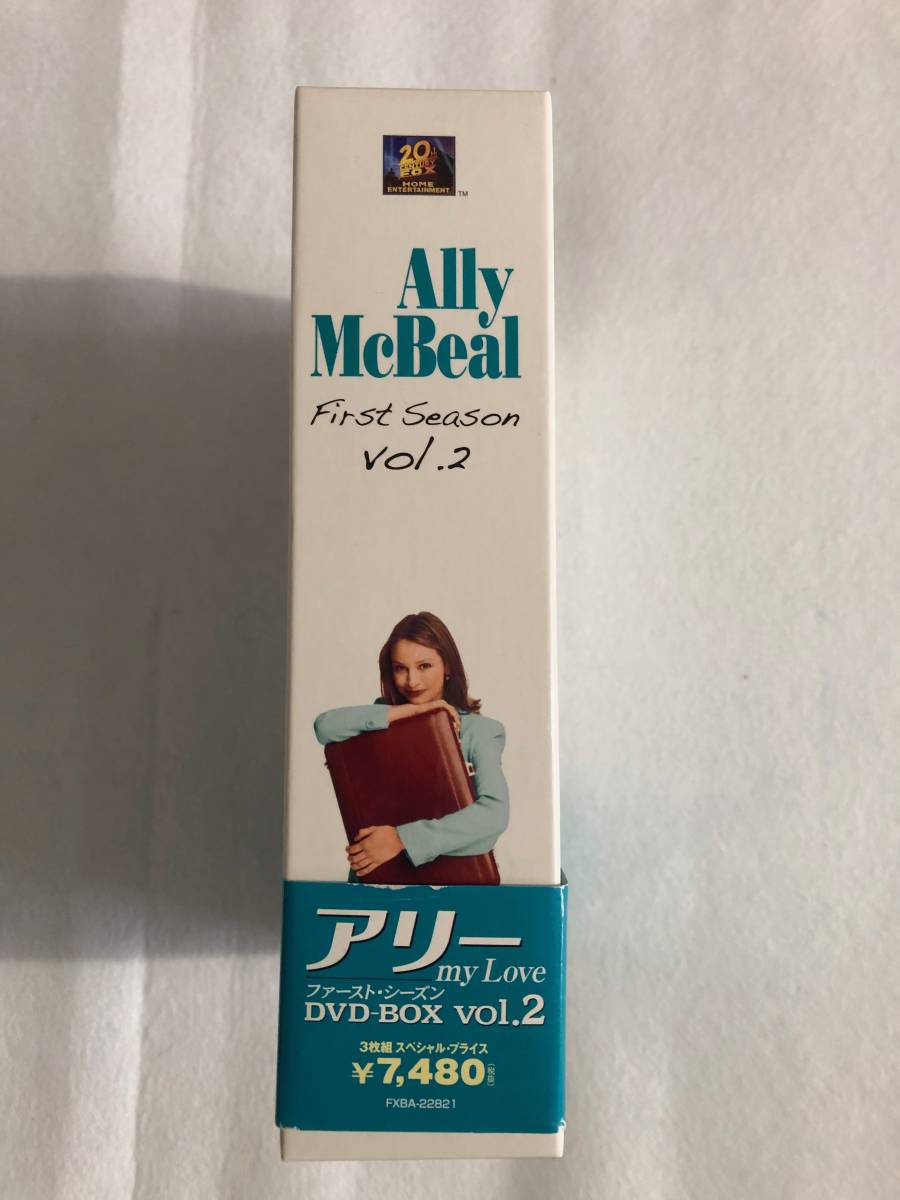 20th
CENTURY
FOX
HOME
ENTERTAINMENT
TM
Ally
McBeal
First Season
vol.2
アリー
my Love
ファースト・シーズン
DVD-BOX vol.2
3枚組 スペシャル・プライス
¥7,480(税抜)
FXBA-22821